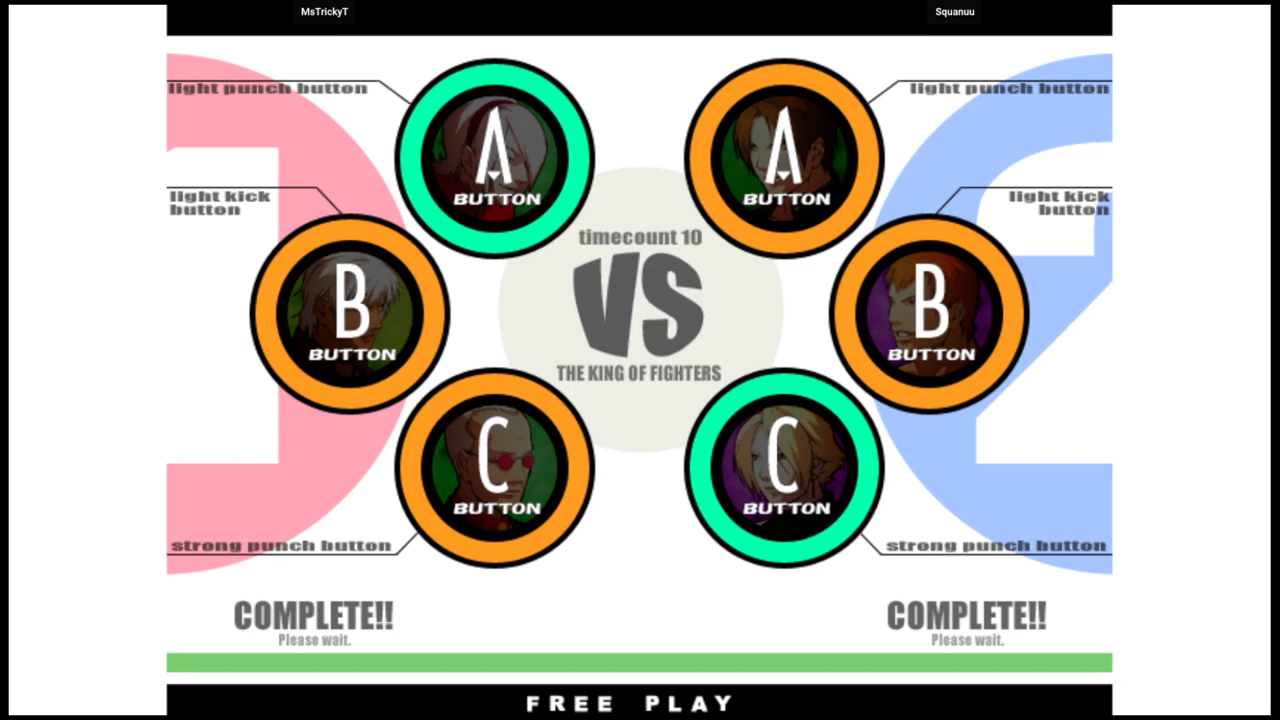 MsTrickyT
Squanuu
light punch button
light punch button
A
BUTTON
A
BUTTON
light kick
button
light kick
button
timecount 10
VS
THE KING OF FIGHTERS
B
BUTTON
B
BUTTON
C
BUTTON
C
BUTTON
strong punch button
strong punch button
1
2
COMPLETE!!
Please wait.
COMPLETE!!
Please wait.
FREE PLAY